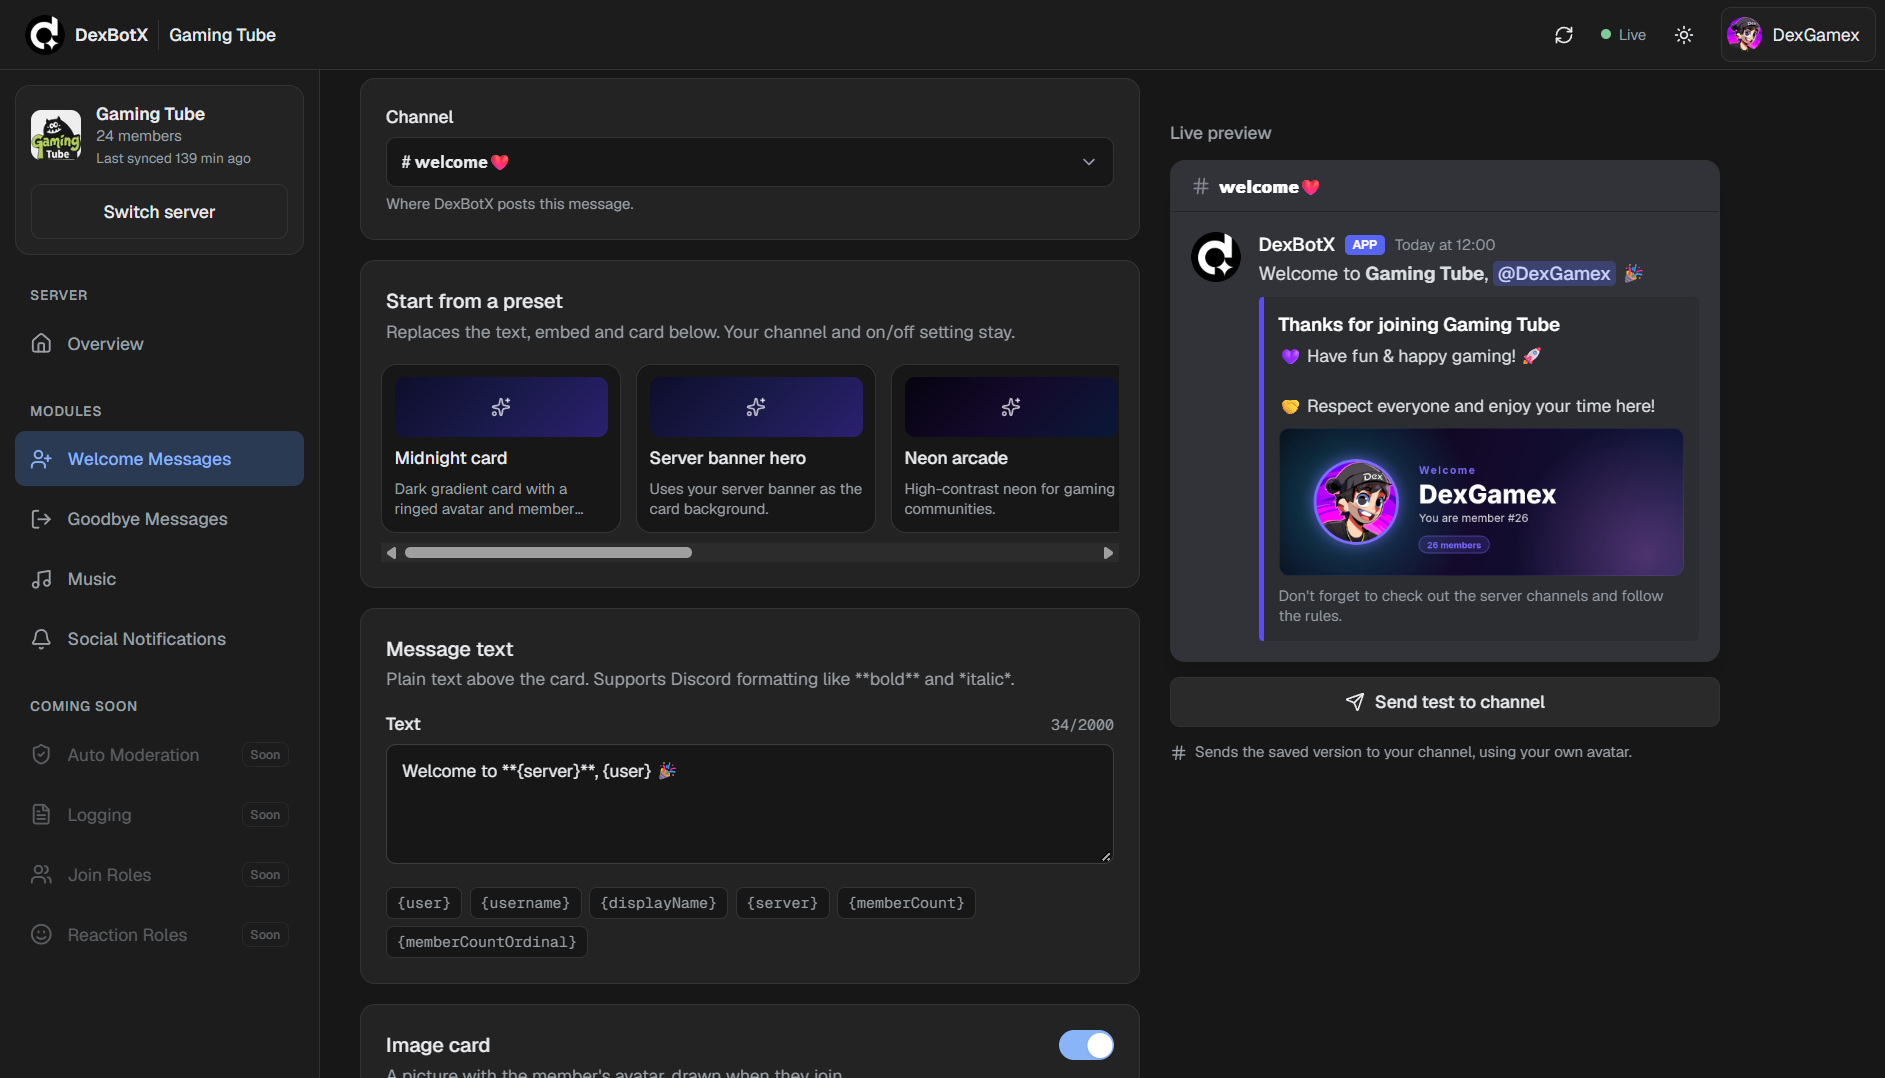 DexBotX
Gaming Tube
Live
DexGamex
Gaming Tube
24 members
Last synced 139 min ago
Gaming
Tube
Switch server
SERVER
Overview
MODULES
Welcome Messages
Goodbye Messages
Music
Social Notifications
COMING SOON
Auto Moderation Soon
Logging Soon
Join Roles Soon
Reaction Roles Soon
Channel
# welcome💖
Where DexBotX posts this message.
Start from a preset
Replaces the text, embed and card below. Your channel and on/off setting stay.
Midnight card
Dark gradient card with a
ringed avatar and member…
Server banner hero
Uses your server banner as the
card background.
Neon arcade
High-contrast neon for gaming
communities.
Message text
Plain text above the card. Supports Discord formatting like **bold** and *italic*.
Text 34/2000
Welcome to **{server}**, {user} 🎉
{user} {username} {displayName} {server} {memberCount}
{memberCountOrdinal}
Image card
A picture with the member's avatar, drawn when they join.
Live preview
# welcome💖
DexBotX APP Today at 12:00
Welcome to Gaming Tube, @DexGamex 🎉
Thanks for joining Gaming Tube
💜 Have fun & happy gaming! 🚀
🤝 Respect everyone and enjoy your time here!
Dex
Welcome
DexGamex
You are member #26
26 members
Don't forget to check out the server channels and follow
the rules.
Send test to channel
# Sends the saved version to your channel, using your own avatar.